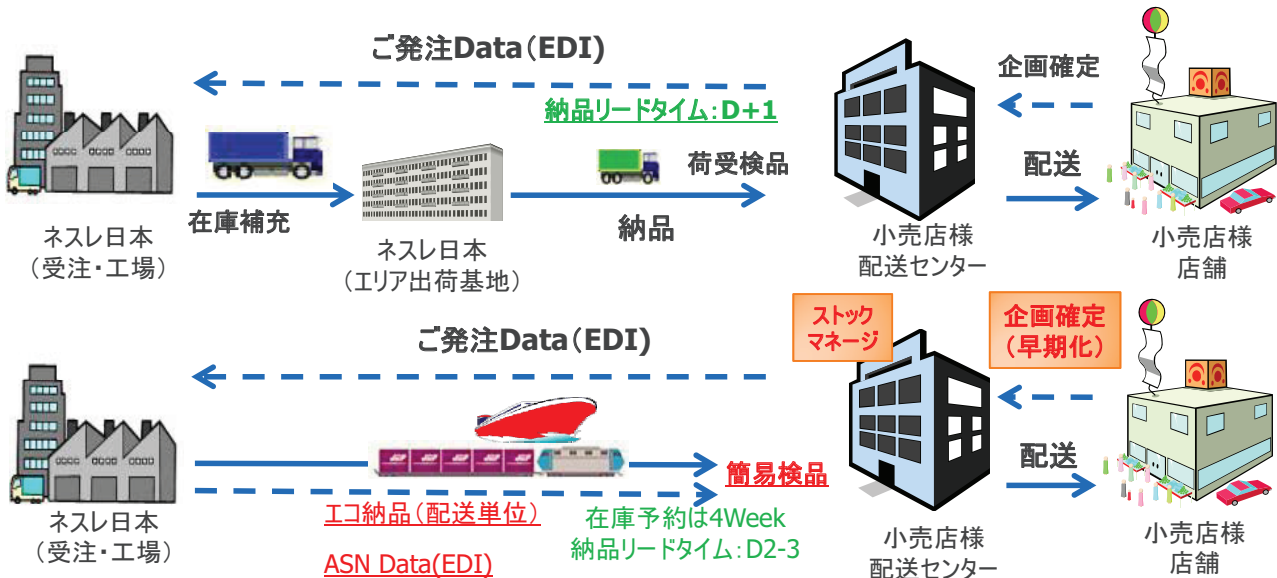 ご発注Data(EDI)
企画確定
納品リードタイム:D+1
荷受検品
配送
在庫補充
納品
ネスレ日本
(受注・工場)
ネスレ日本
(エリア出荷基地)
小売店様
配送センター
小売店様
店舗
ストック
マネージ
企画確定
(早期化)
ご発注Data(EDI)
簡易検品
配送
エコ納品(配送単位)
ASN Data(EDI)
在庫予約は4Week
納品リードタイム:D2-3
ネスレ日本
(受注・工場)
小売店様
配送センター
小売店様
店舗